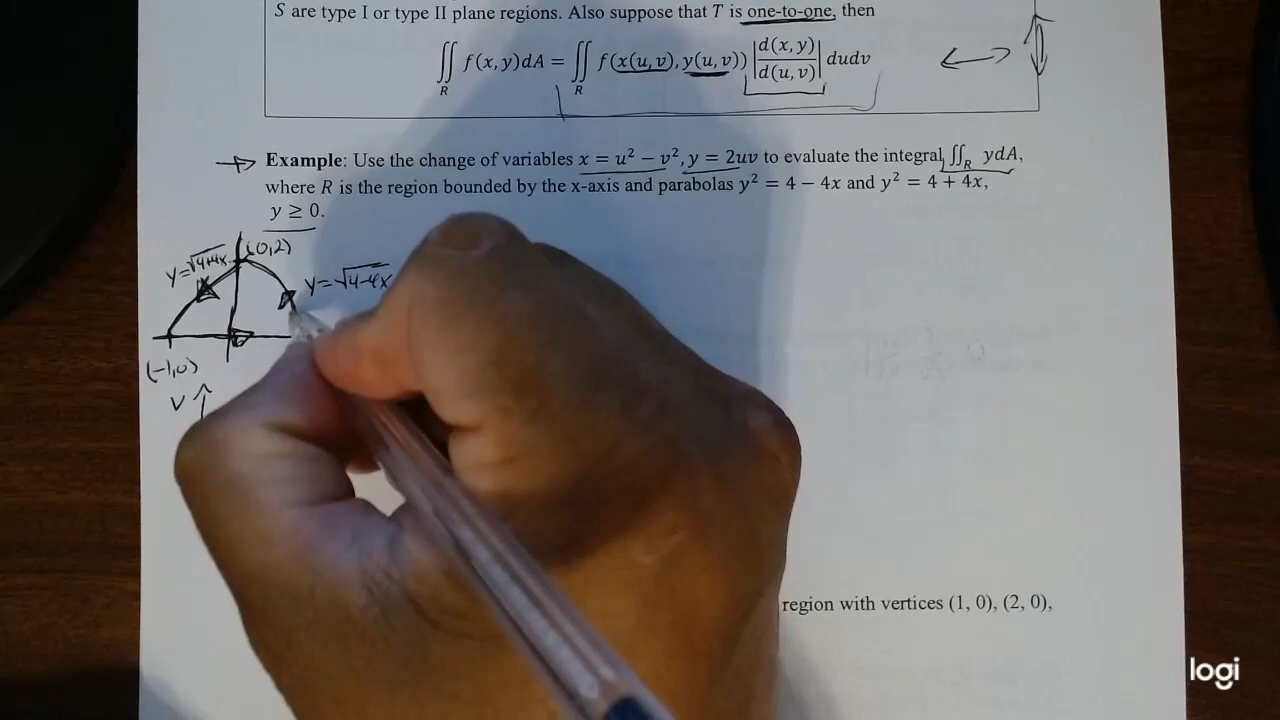 S are type I or type II plane regions. Also suppose that T is one-to-one, then
∬_R f(x, y)dA = ∬_R f(x(u, v), y(u, v)) |d(x, y)/d(u, v)| dudv
Example: Use the change of variables x = u² − v², y = 2uv to evaluate the integral ∬_R ydA,
where R is the region bounded by the x-axis and parabolas y² = 4 − 4x and y² = 4 + 4x,
y ≥ 0.
(0,2)
y=√4+4x
y=√4-4x
(-1,0)
v
region with vertices (1, 0), (2, 0),
logi